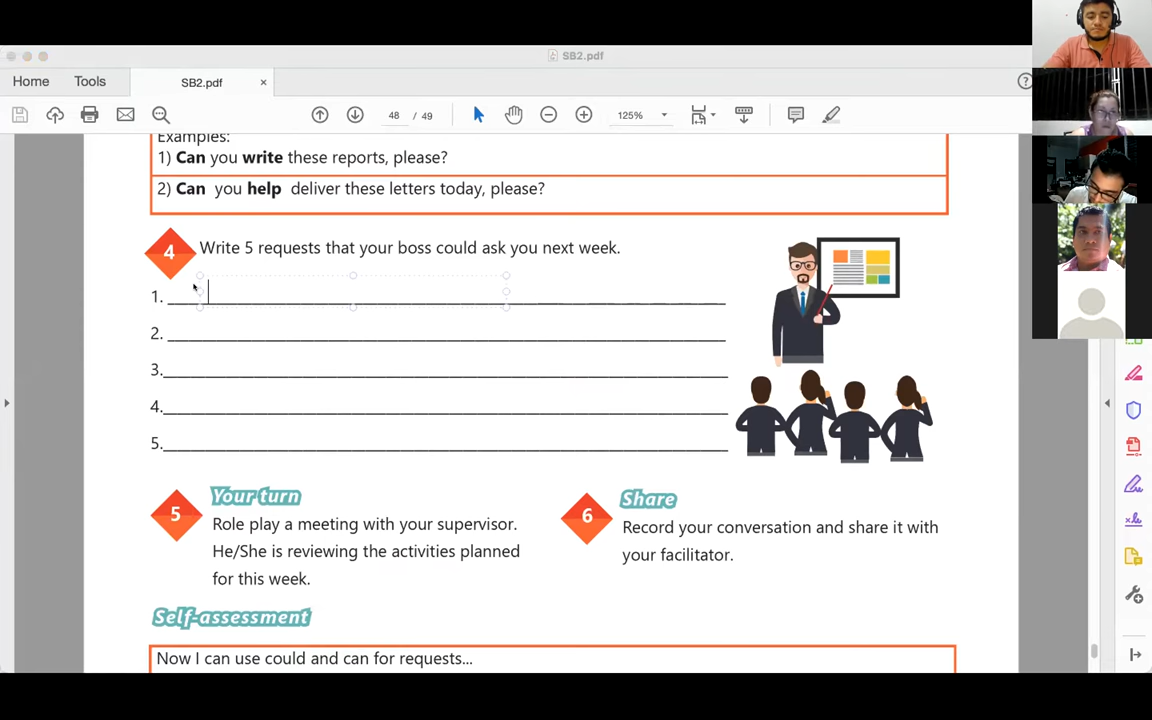 SB2.pdf
Home Tools SB2.pdf ×
48 / 49 125%
Examples:
1) Can you write these reports, please?
2) Can you help deliver these letters today, please?
4 Write 5 requests that your boss could ask you next week.
1.
2.
3.
4.
5.
5 Your turn
Role play a meeting with your supervisor.
He/She is reviewing the activities planned
for this week.
6 Share
Record your conversation and share it with
your facilitator.
Self-assessment
Now I can use could and can for requests...